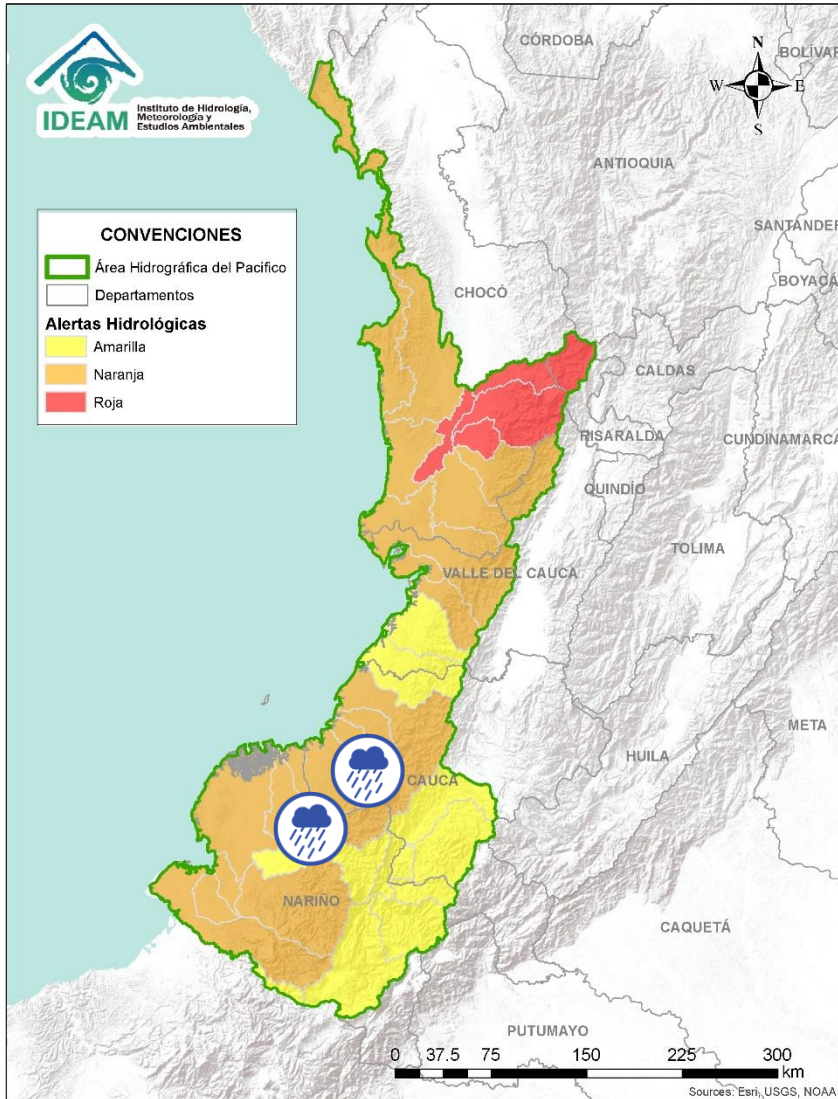 IDEAM
Instituto de Hidrología,
Meteorología y
Estudios Ambientales
CÓRDOBA
BOLÍVAR
N
W
E
S
ANTIOQUIA
SANTANDER
BOYACÁ
CONVENCIONES
Área Hidrográfica del Pacifico
Departamentos
Alertas Hidrológicas
Amarilla
Naranja
Roja
CHOCÓ
CALDAS
RISARALDA
CUNDINAMARCA
QUINDÍO
TOLIMA
VALLE DEL CAUCA
META
HUILA
CAUCA
NARIÑO
CAQUETÁ
PUTUMAYO
0 37.5 75 150 225 300
km
Sources: Esri, USGS, NOAA